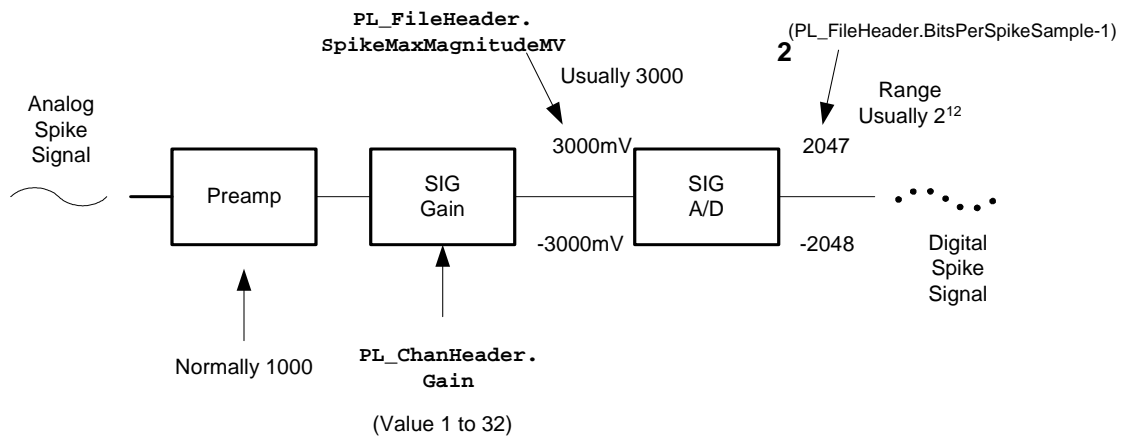 PL_FileHeader.
SpikeMaxMagnitudeMV
Usually 3000
2(PL_FileHeader.BitsPerSpikeSample-1)
Range
Usually 2¹²
Analog
Spike
Signal
3000mV
2047
Preamp
SIG
Gain
SIG
A/D
-3000mV
-2048
Digital
Spike
Signal
Normally 1000
PL_ChanHeader.
Gain
(Value 1 to 32)